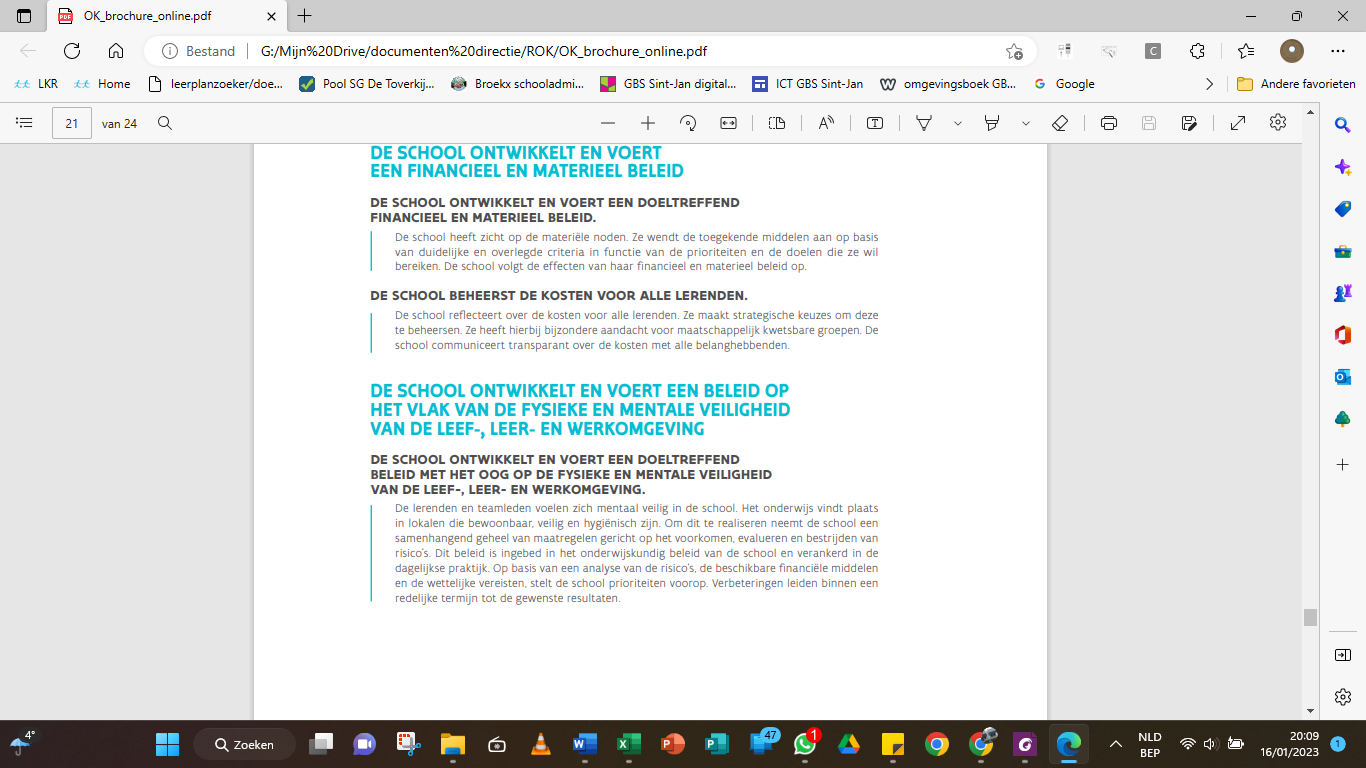 OK_brochure_online.pdf
Bestand
G:/Mijn%20Drive/documenten%20directie/ROK/OK_brochure_online.pdf
LKR
Home
leerplanzoeker/doe...
Pool SG De Toverkij...
Broekx schooladmi...
GBS Sint-Jan digital...
ICT GBS Sint-Jan
omgevingsboek GB...
Google
Andere favorieten
21 van 24
DE SCHOOL ONTWIKKELT EN VOERT
EEN FINANCIEEL EN MATERIEEL BELEID
DE SCHOOL ONTWIKKELT EN VOERT EEN DOELTREFFEND
FINANCIEEL EN MATERIEEL BELEID.
De school heeft zicht op de materiële noden. Ze wendt de toegekende middelen aan op basis
van duidelijke en overlegde criteria in functie van de prioriteiten en de doelen die ze wil
bereiken. De school volgt de effecten van haar financieel en materieel beleid op.
DE SCHOOL BEHEERST DE KOSTEN VOOR ALLE LERENDEN.
De school reflecteert over de kosten voor alle lerenden. Ze maakt strategische keuzes om deze
te beheersen. Ze heeft hierbij bijzondere aandacht voor maatschappelijk kwetsbare groepen. De
school communiceert transparant over de kosten met alle belanghebbenden.
DE SCHOOL ONTWIKKELT EN VOERT EEN BELEID OP
HET VLAK VAN DE FYSIEKE EN MENTALE VEILIGHEID
VAN DE LEEF-, LEER- EN WERKOMGEVING
DE SCHOOL ONTWIKKELT EN VOERT EEN DOELTREFFEND
BELEID MET HET OOG OP DE FYSIEKE EN MENTALE VEILIGHEID
VAN DE LEEF-, LEER- EN WERKOMGEVING.
De lerenden en teamleden voelen zich mentaal veilig in de school. Het onderwijs vindt plaats
in lokalen die bewoonbaar, veilig en hygiënisch zijn. Om dit te realiseren neemt de school een
samenhangend geheel van maatregelen gericht op het voorkomen, evalueren en bestrijden van
risico's. Dit beleid is ingebed in het onderwijskundig beleid van de school en verankerd in de
dagelijkse praktijk. Op basis van een analyse van de risico's, de beschikbare financiële middelen
en de wettelijke vereisten, stelt de school prioriteiten voorop. Verbeteringen leiden binnen een
redelijke termijn tot de gewenste resultaten.
4°
Zoeken
47
1
NLD
BEP
20:09
16/01/2023
1